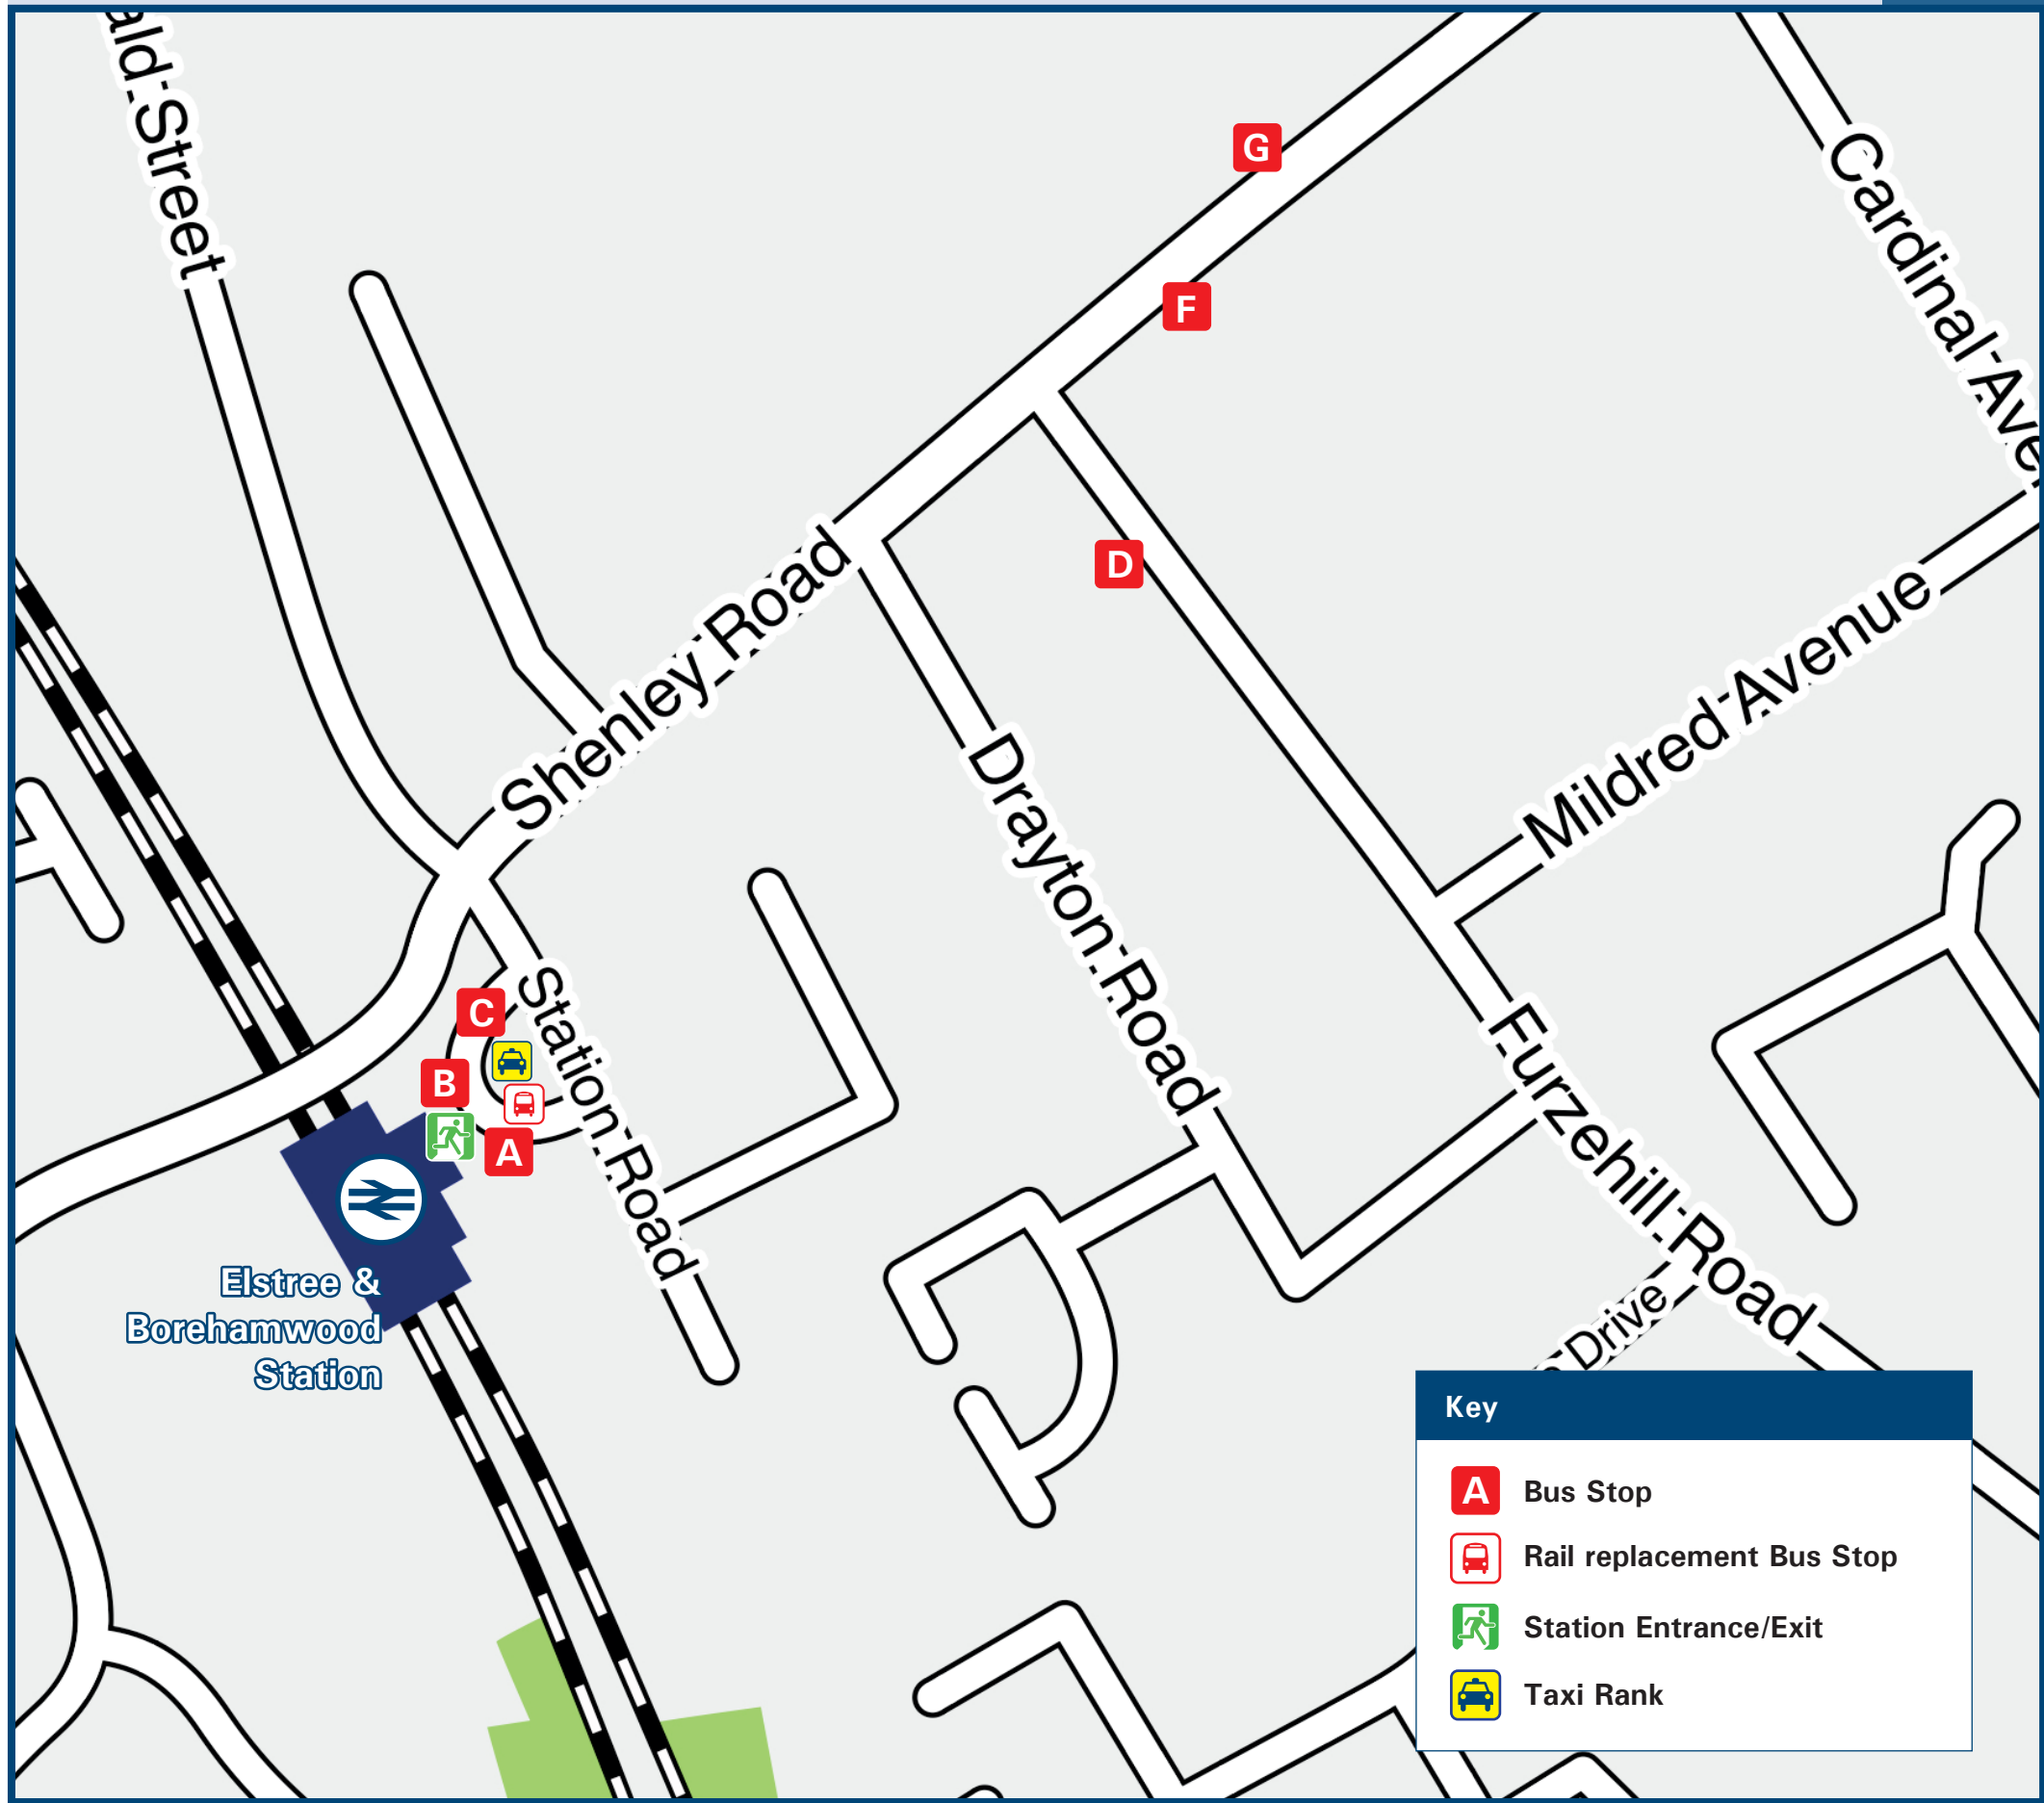 ald Street
G
Cardinal Ave
F
D
Shenley Road
Mildred Avenue
Drayton Road
C
Station Road
B
A
Furzehill Road
Elstree &
Borehamwood
Station
Drive
Key
A Bus Stop
Rail replacement Bus Stop
Station Entrance/Exit
Taxi Rank